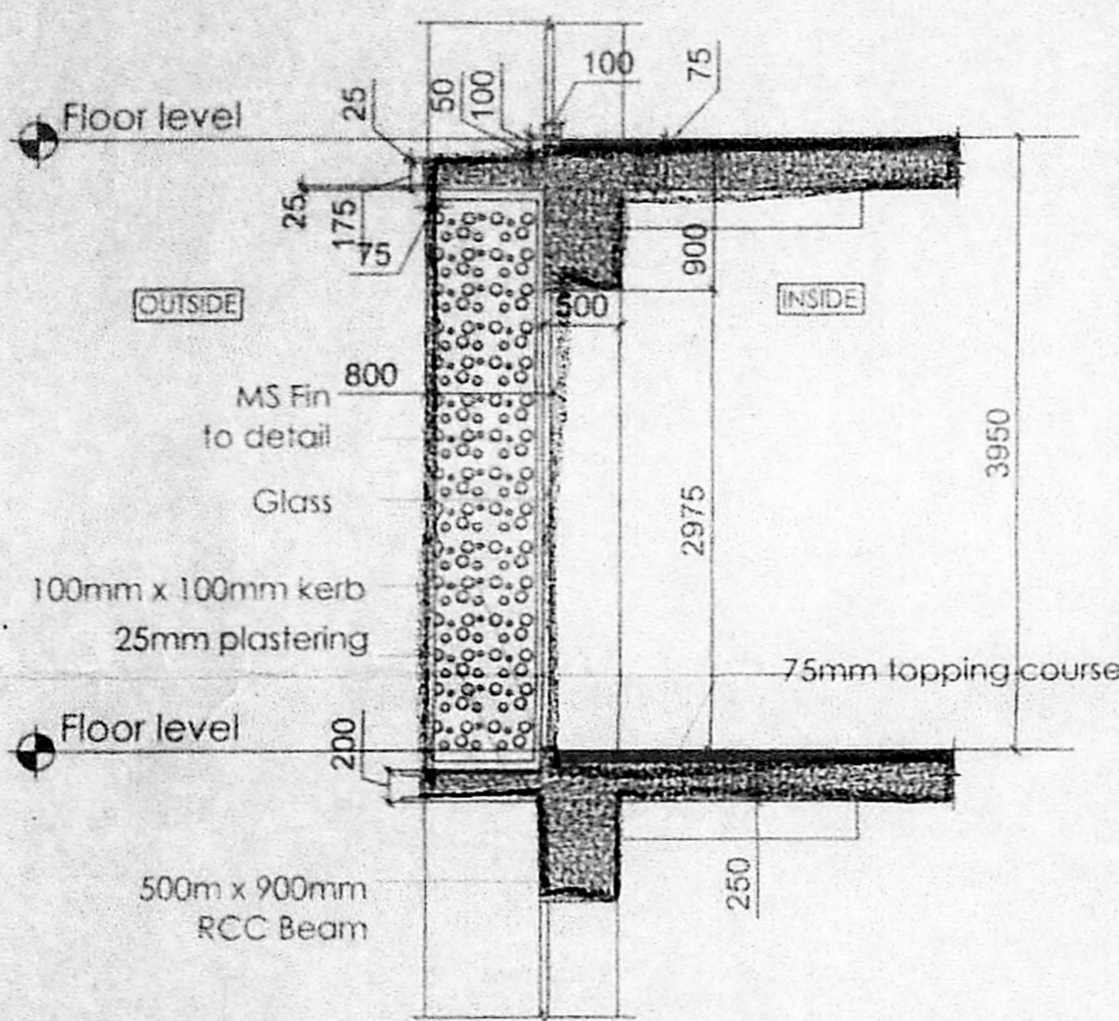 100
75
50
100
25
Floor level
25
175
75
900
OUTSIDE
INSIDE
800
MS Fin
to detail
3950
2975
Glass
100mm x 100mm kerb
25mm plastering
75mm topping course
Floor level
200
250
500m x 900mm
RCC Beam